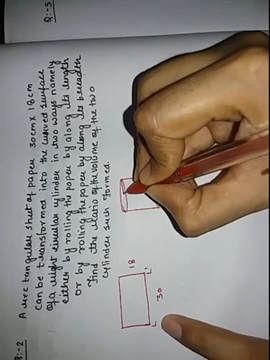 Q:-2 A rectangular sheet of paper 30cm x 18cm
can be transformed into the curved surface
of a right circular cylinder in two ways namely
either by rolling the paper by along its length
or by rolling the paper by along its breadth
Find the ratio of the volume of the two
cylinder such formed.
18
30
Q:-3